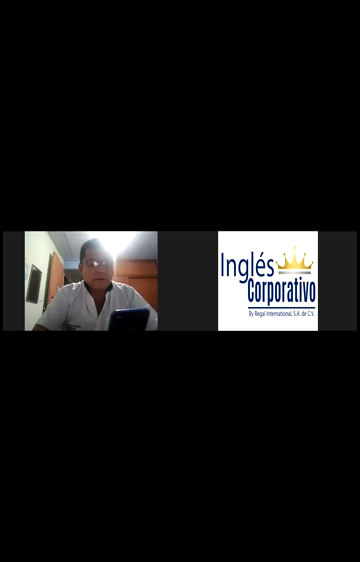 Inglés
Corporativo
By Regal International, S.A. de C.V.